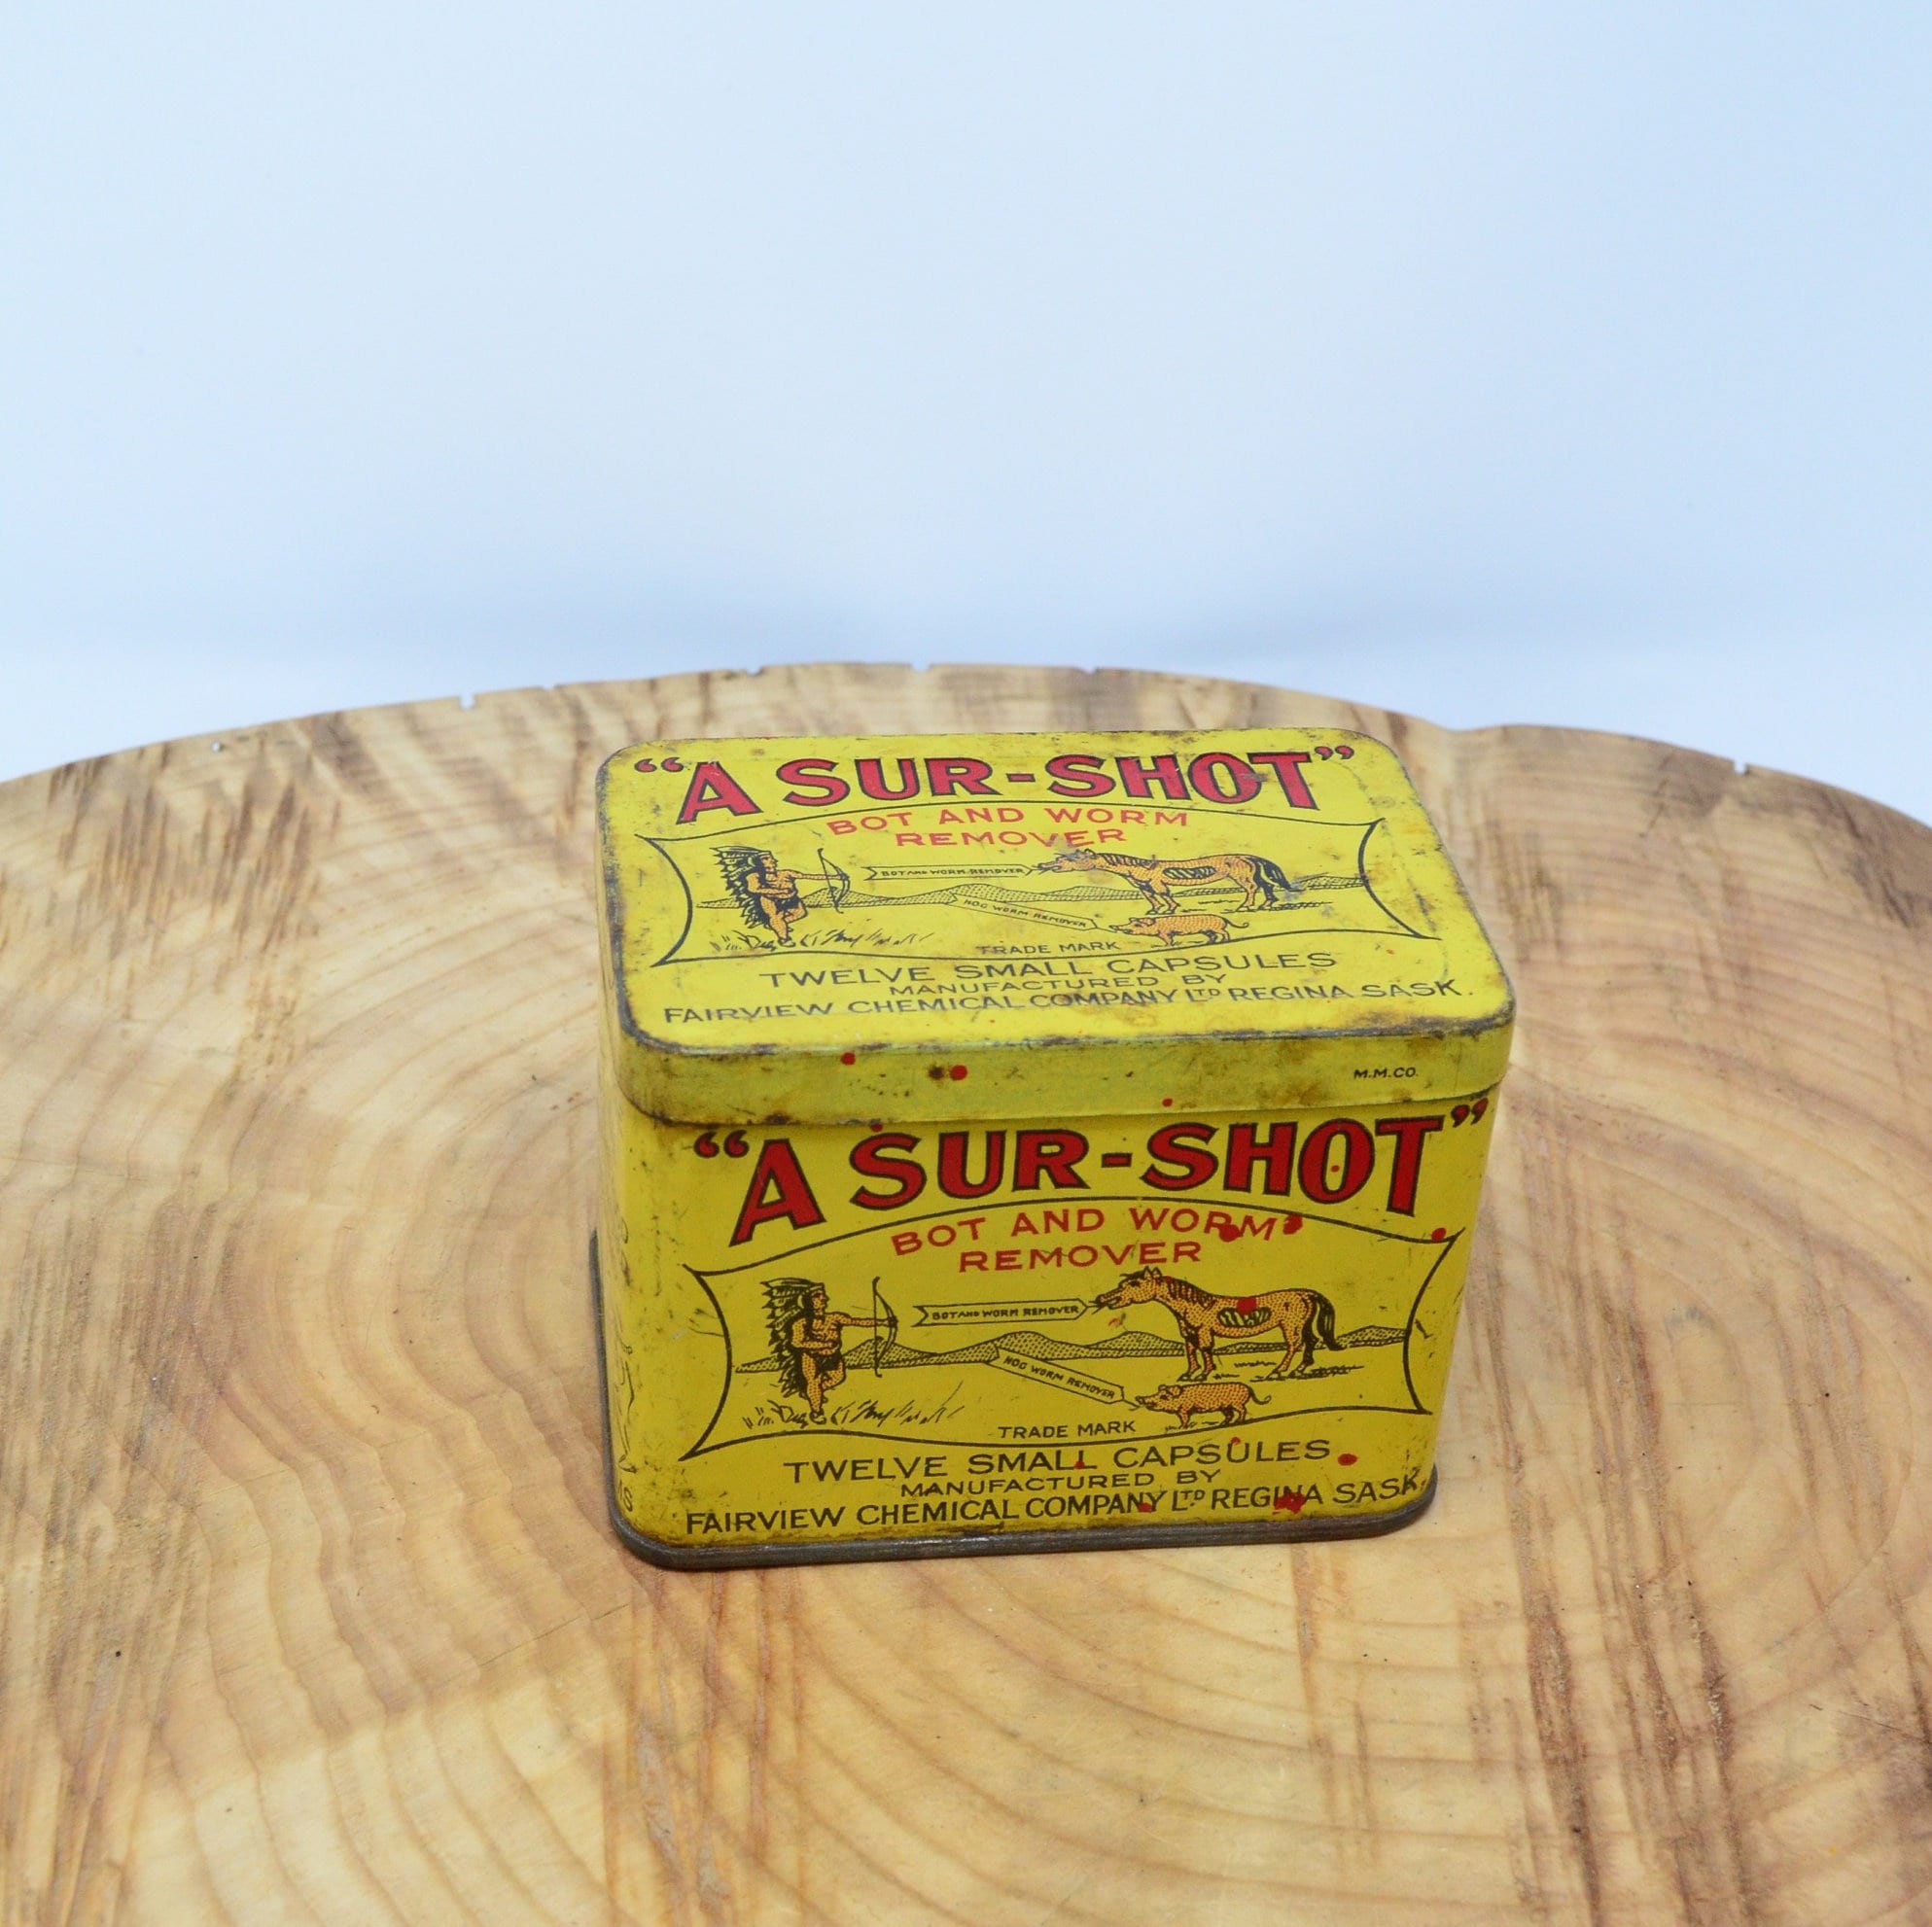 “A SUR-SHOT”
BOT AND WORM
REMOVER
BOT AND WORM REMOVER
HOG WORM REMOVER
TRADE MARK
TWELVE SMALL CAPSULES
MANUFACTURED BY
FAIRVIEW CHEMICAL COMPANY LTD REGINA SASK.
M.M.CO.
“A SUR-SHOT”
BOT AND WORM
REMOVER
BOT AND WORM REMOVER
HOG WORM REMOVER
TRADE MARK
TWELVE SMALL CAPSULES
MANUFACTURED BY
FAIRVIEW CHEMICAL COMPANY LTD REGINA SASK.